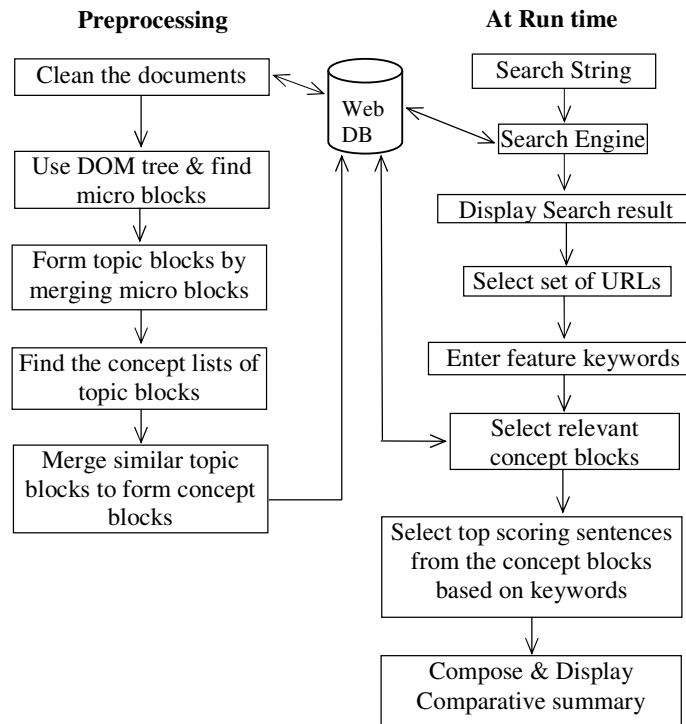 Preprocessing
Clean the documents
Use DOM tree & find
micro blocks
Form topic blocks by
merging micro blocks
Find the concept lists of
topic blocks
Merge similar topic
blocks to form concept
blocks
Web
DB
At Run time
Search String
Search Engine
Display Search result
Select set of URLs
Enter feature keywords
Select relevant
concept blocks
Select top scoring sentences
from the concept blocks
based on keywords
Compose & Display
Comparative summary